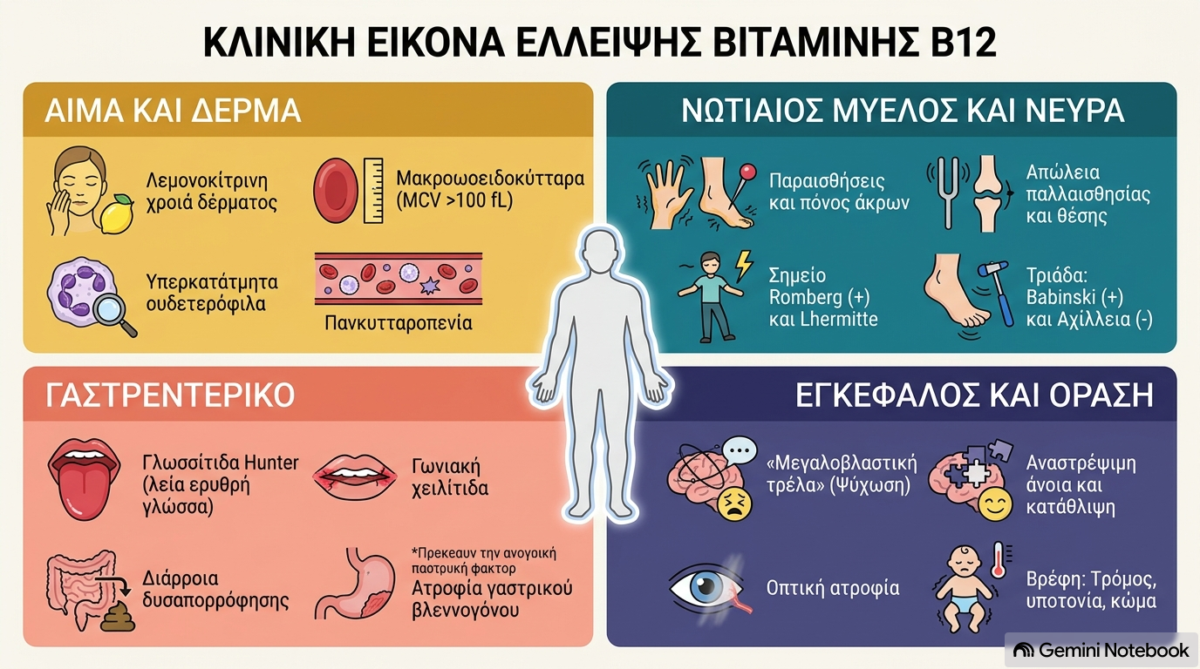 ΚΛΙΝΙΚΗ ΕΙΚΟΝΑ ΕΛΛΕΙΨΗΣ ΒΙΤΑΜΙΝΗΣ Β12
ΑΙΜΑ ΚΑΙ ΔΕΡΜΑ
Λεμονοκίτρινη
χροιά δέρματος
Μακροωοειδοκύτταρα
(MCV >100 fL)
Υπερκατάτμητα
ουδετερόφιλα
Πανκυτταροπενία
ΝΩΤΙΑΙΟΣ ΜΥΕΛΟΣ ΚΑΙ ΝΕΥΡΑ
Παραισθήσεις
και πόνος άκρων
Απώλεια
παλλαισθησίας
και θέσης
Σημείο
Romberg (+)
και Lhermitte
Τριάδα:
Babinski (+)
και Αχίλλεια (-)
ΓΑΣΤΡΕΝΤΕΡΙΚΟ
Γλωσσίτιδα Hunter
(λεία ερυθρή
γλώσσα)
Γωνιακή
χειλίτιδα
Διάρροια
δυσαπορρόφησης
*Πρεκεαυν την ανογοική
παστρική φακτορ
Ατροφία γαστρικού
βλεννογόνου
ΕΓΚΕΦΑΛΟΣ ΚΑΙ ΟΡΑΣΗ
«Μεγαλοβλαστική
τρέλα» (Ψύχωση)
Αναστρέψιμη
άνοια και
κατάθλιψη
Οπτική ατροφία
Βρέφη: Τρόμος,
υποτονία, κώμα
Gemini Notebook